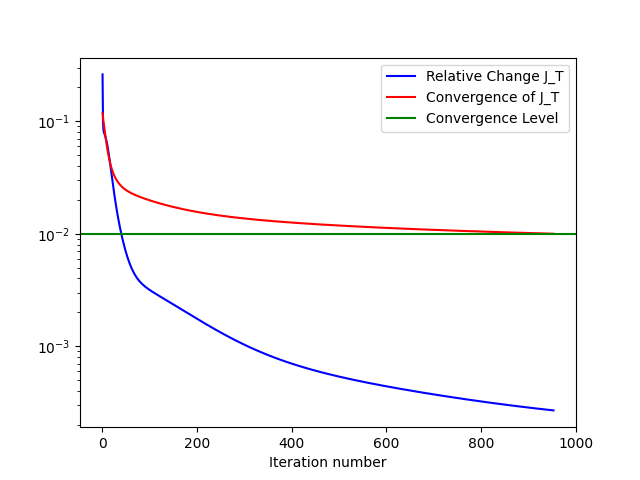 Relative Change J_T
Convergence of J_T
Convergence Level
10⁻¹
10⁻²
10⁻³
0 200 400 600 800 1000
Iteration number